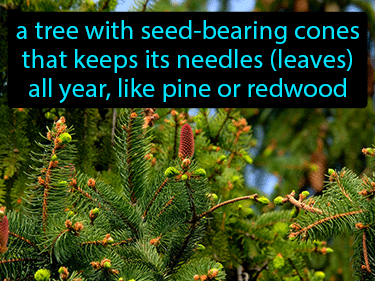 a tree with seed-bearing cones
that keeps its needles (leaves)
all year, like pine or redwood